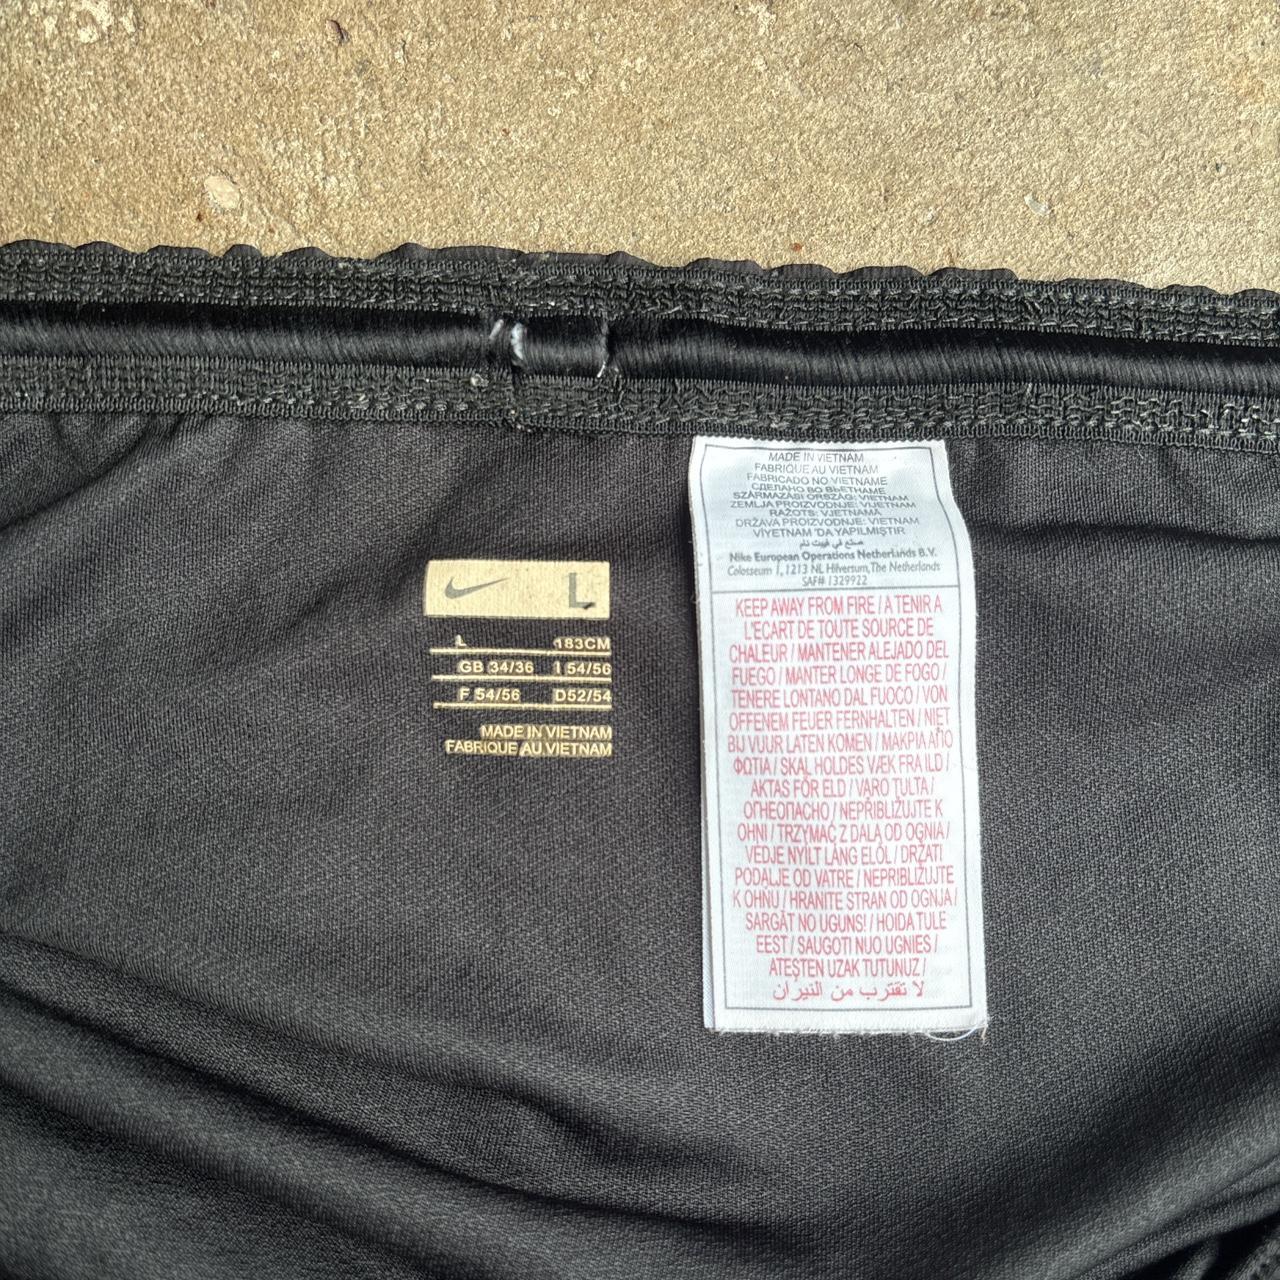 L
L 183CM
GB 34/36 I 54/56
F 54/56 D52/54
MADE IN VIETNAM
FABRIQUE AU VIETNAM
MADE IN VIETNAM
FABRIQUE AU VIETNAM
FABRICADO NO VIETNAME
СДЕЛАНО ВО ВЬЕТНАМЕ
SZÁRMAZÁSI ORSZÁG: VIETNAM
ZEMLJA PROIZVODNJE: VIJETNAM
RAŽOTS: VJETNAMĀ
DRŽAVA PROIZVODNJE: VIETNAM
VİYETNAM 'DA YAPILMIŞTIR
صنع في فييت نام
Nike European Operations Netherlands B.V.
Colosseum 1, 1213 NL Hilversum, The Netherlands
SAF# 1329922
KEEP AWAY FROM FIRE / A TENIR A
L'ECART DE TOUTE SOURCE DE
CHALEUR / MANTENER ALEJADO DEL
FUEGO / MANTER LONGE DE FOGO /
TENERE LONTANO DAL FUOCO / VON
OFFENEM FEUER FERNHALTEN / NIET
BIJ VUUR LATEN KOMEN / ΜΑΚΡΙΑ ΑΠΟ
ΦΩΤΙΑ / SKAL HOLDES VÆK FRA ILD /
AKTAS FÖR ELD / VARO TULTA /
ОГНЕОПАСНО / NEPŘIBLIŽUJTE K
OHNI / TRZYMAĆ Z DALA OD OGNIA /
VEDJE NYÍLT LÁNG ELÖL / DRŽATI
PODALJE OD VATRE / NEPRIBLIŽUJTE
K OHŇU / HRANITE STRAN OD OGNJA /
SARGĀT NO UGUNS! / HOIDA TULE
EEST / SAUGOTI NUO UGNIES /
ATEŞTEN UZAK TUTUNUZ /
لا تقترب من النيران